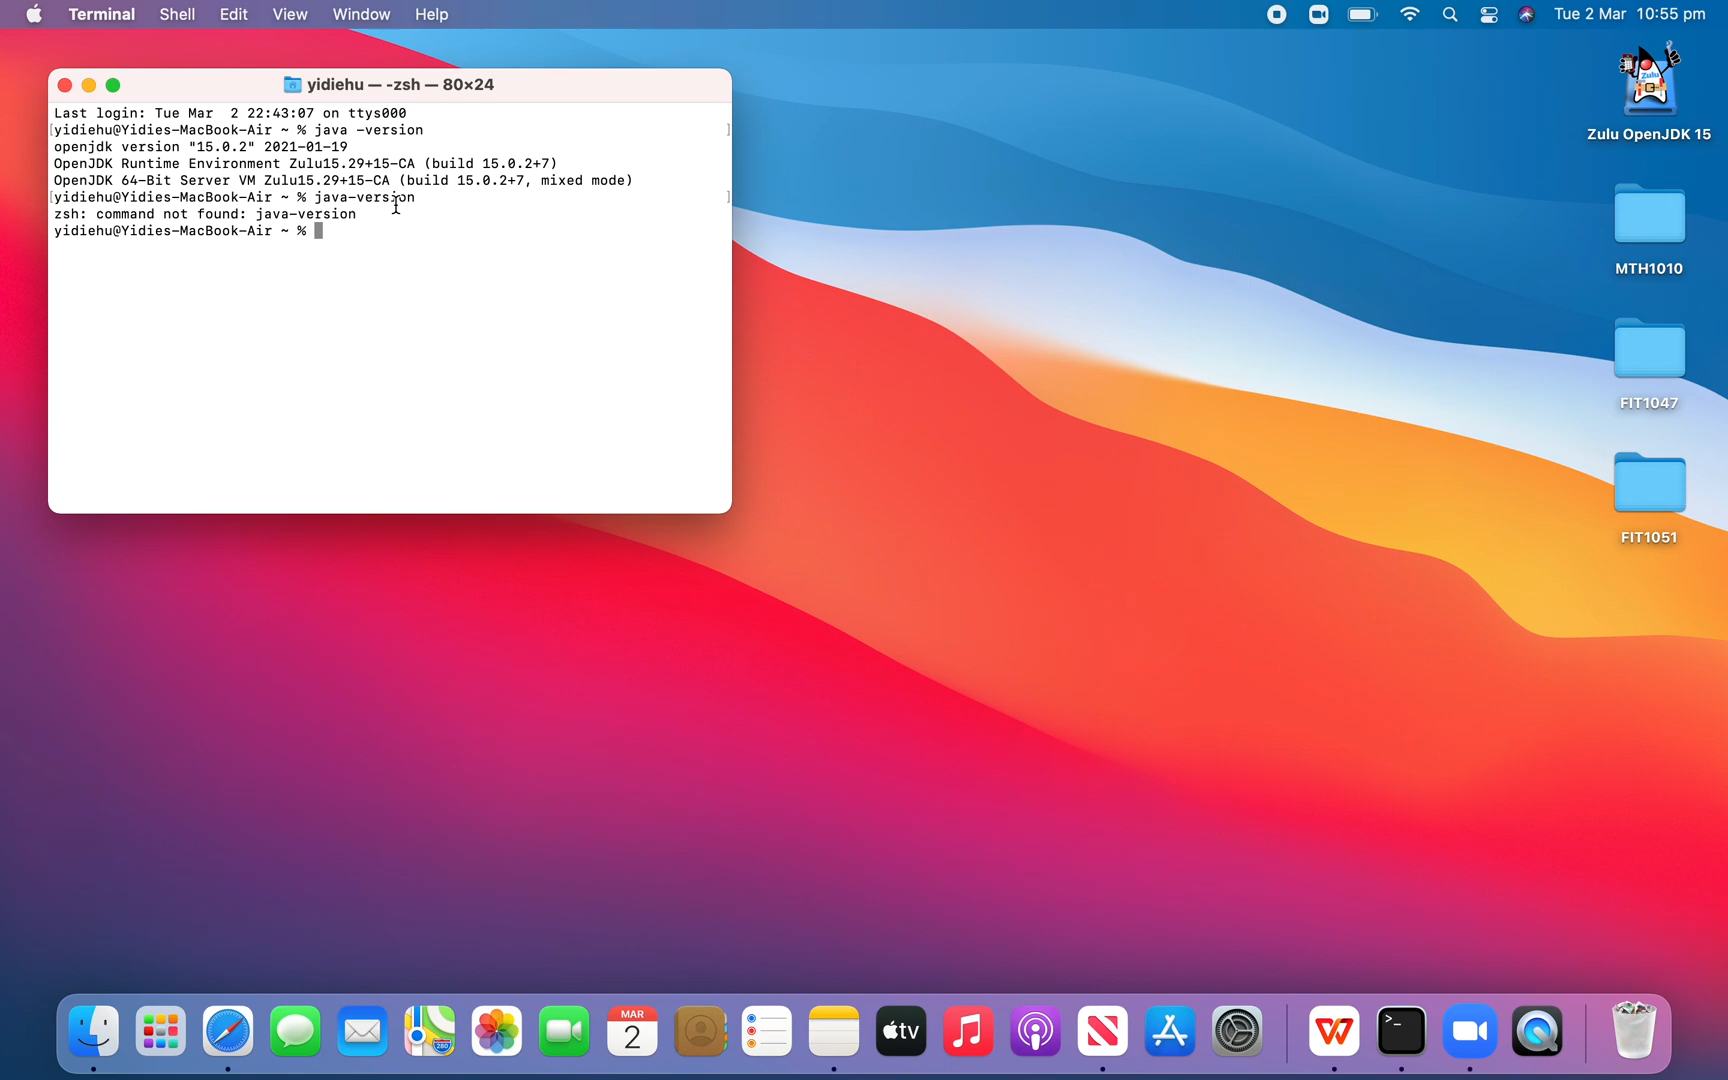 Terminal Shell Edit View Window Help Tue 2 Mar 10:55 pm
yidiehu — -zsh — 80×24
Last login: Tue Mar  2 22:43:07 on ttys000
[yidiehu@Yidies-MacBook-Air ~ % java -version ]
openjdk version "15.0.2" 2021-01-19
OpenJDK Runtime Environment Zulu15.29+15-CA (build 15.0.2+7)
OpenJDK 64-Bit Server VM Zulu15.29+15-CA (build 15.0.2+7, mixed mode)
[yidiehu@Yidies-MacBook-Air ~ % java-version ]
zsh: command not found: java-version
yidiehu@Yidies-MacBook-Air ~ %
Zulu
Zulu OpenJDK 15
MTH1010
FIT1047
FIT1051
280
MAR
2
tv
>_